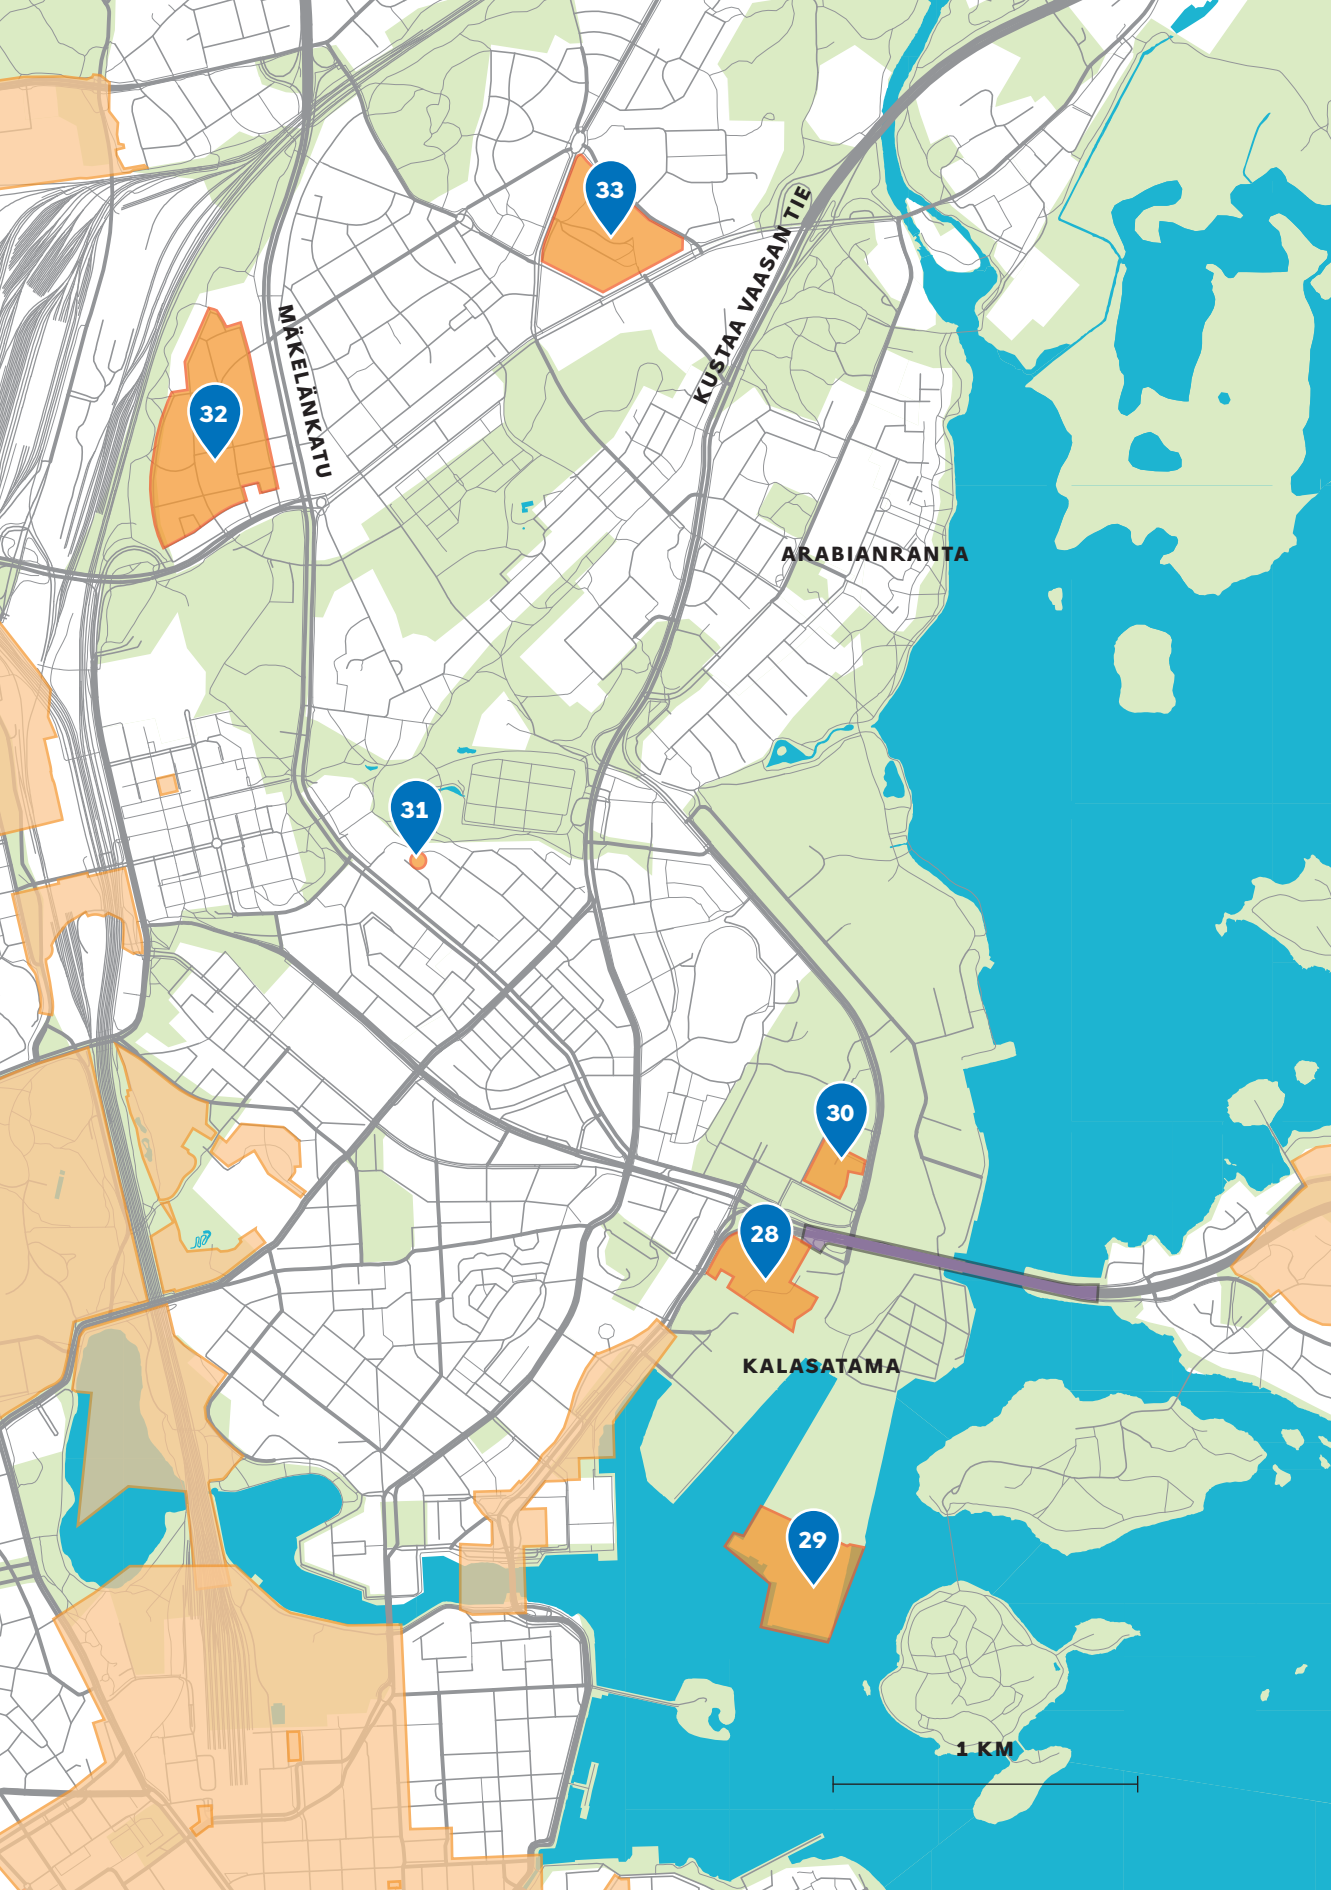 33
KUSTAA VAASAN TIE
MÄKELÄNKATU
32
ARABIANRANTA
31
30
28
KALASATAMA
29
1 KM